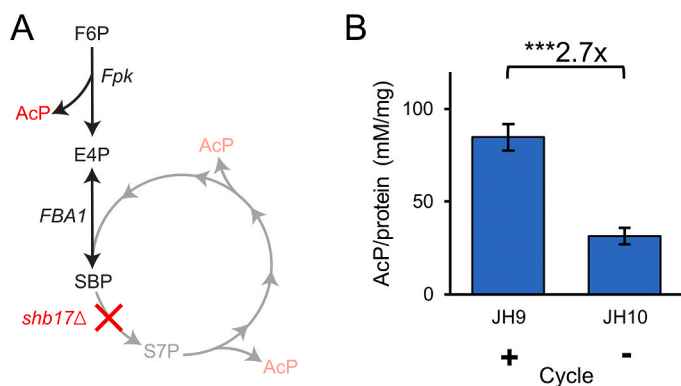 A
F6P
Fpk
AcP
E4P
AcP
FBA1
SBP
shb17Δ
S7P
AcP
B
***2.7x
AcP/protein (mM/mg)
100
50
0
JH9
JH10
+
-
Cycle